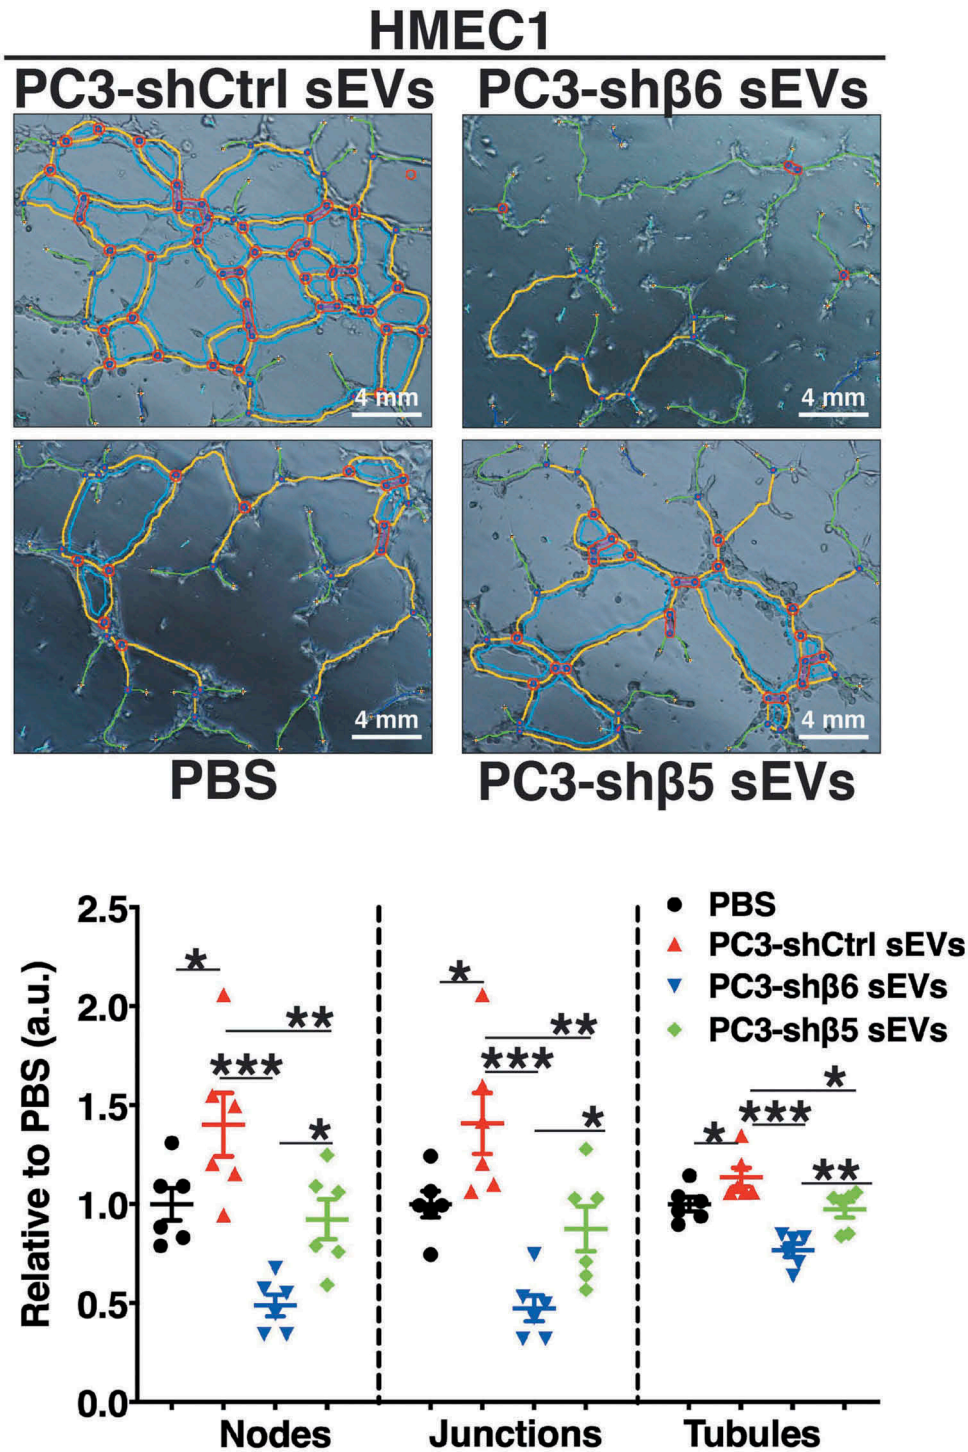 HMEC1
PC3-shCtrl sEVs PC3-shβ6 sEVs
4 mm 4 mm
4 mm 4 mm
PBS PC3-shβ5 sEVs
Relative to PBS (a.u.)
2.5
2.0
1.5
1.0
0.5
0.0
PBS
PC3-shCtrl sEVs
PC3-shβ6 sEVs
PC3-shβ5 sEVs
* ** *** *
* ** *** *
* *** * **
Nodes Junctions Tubules